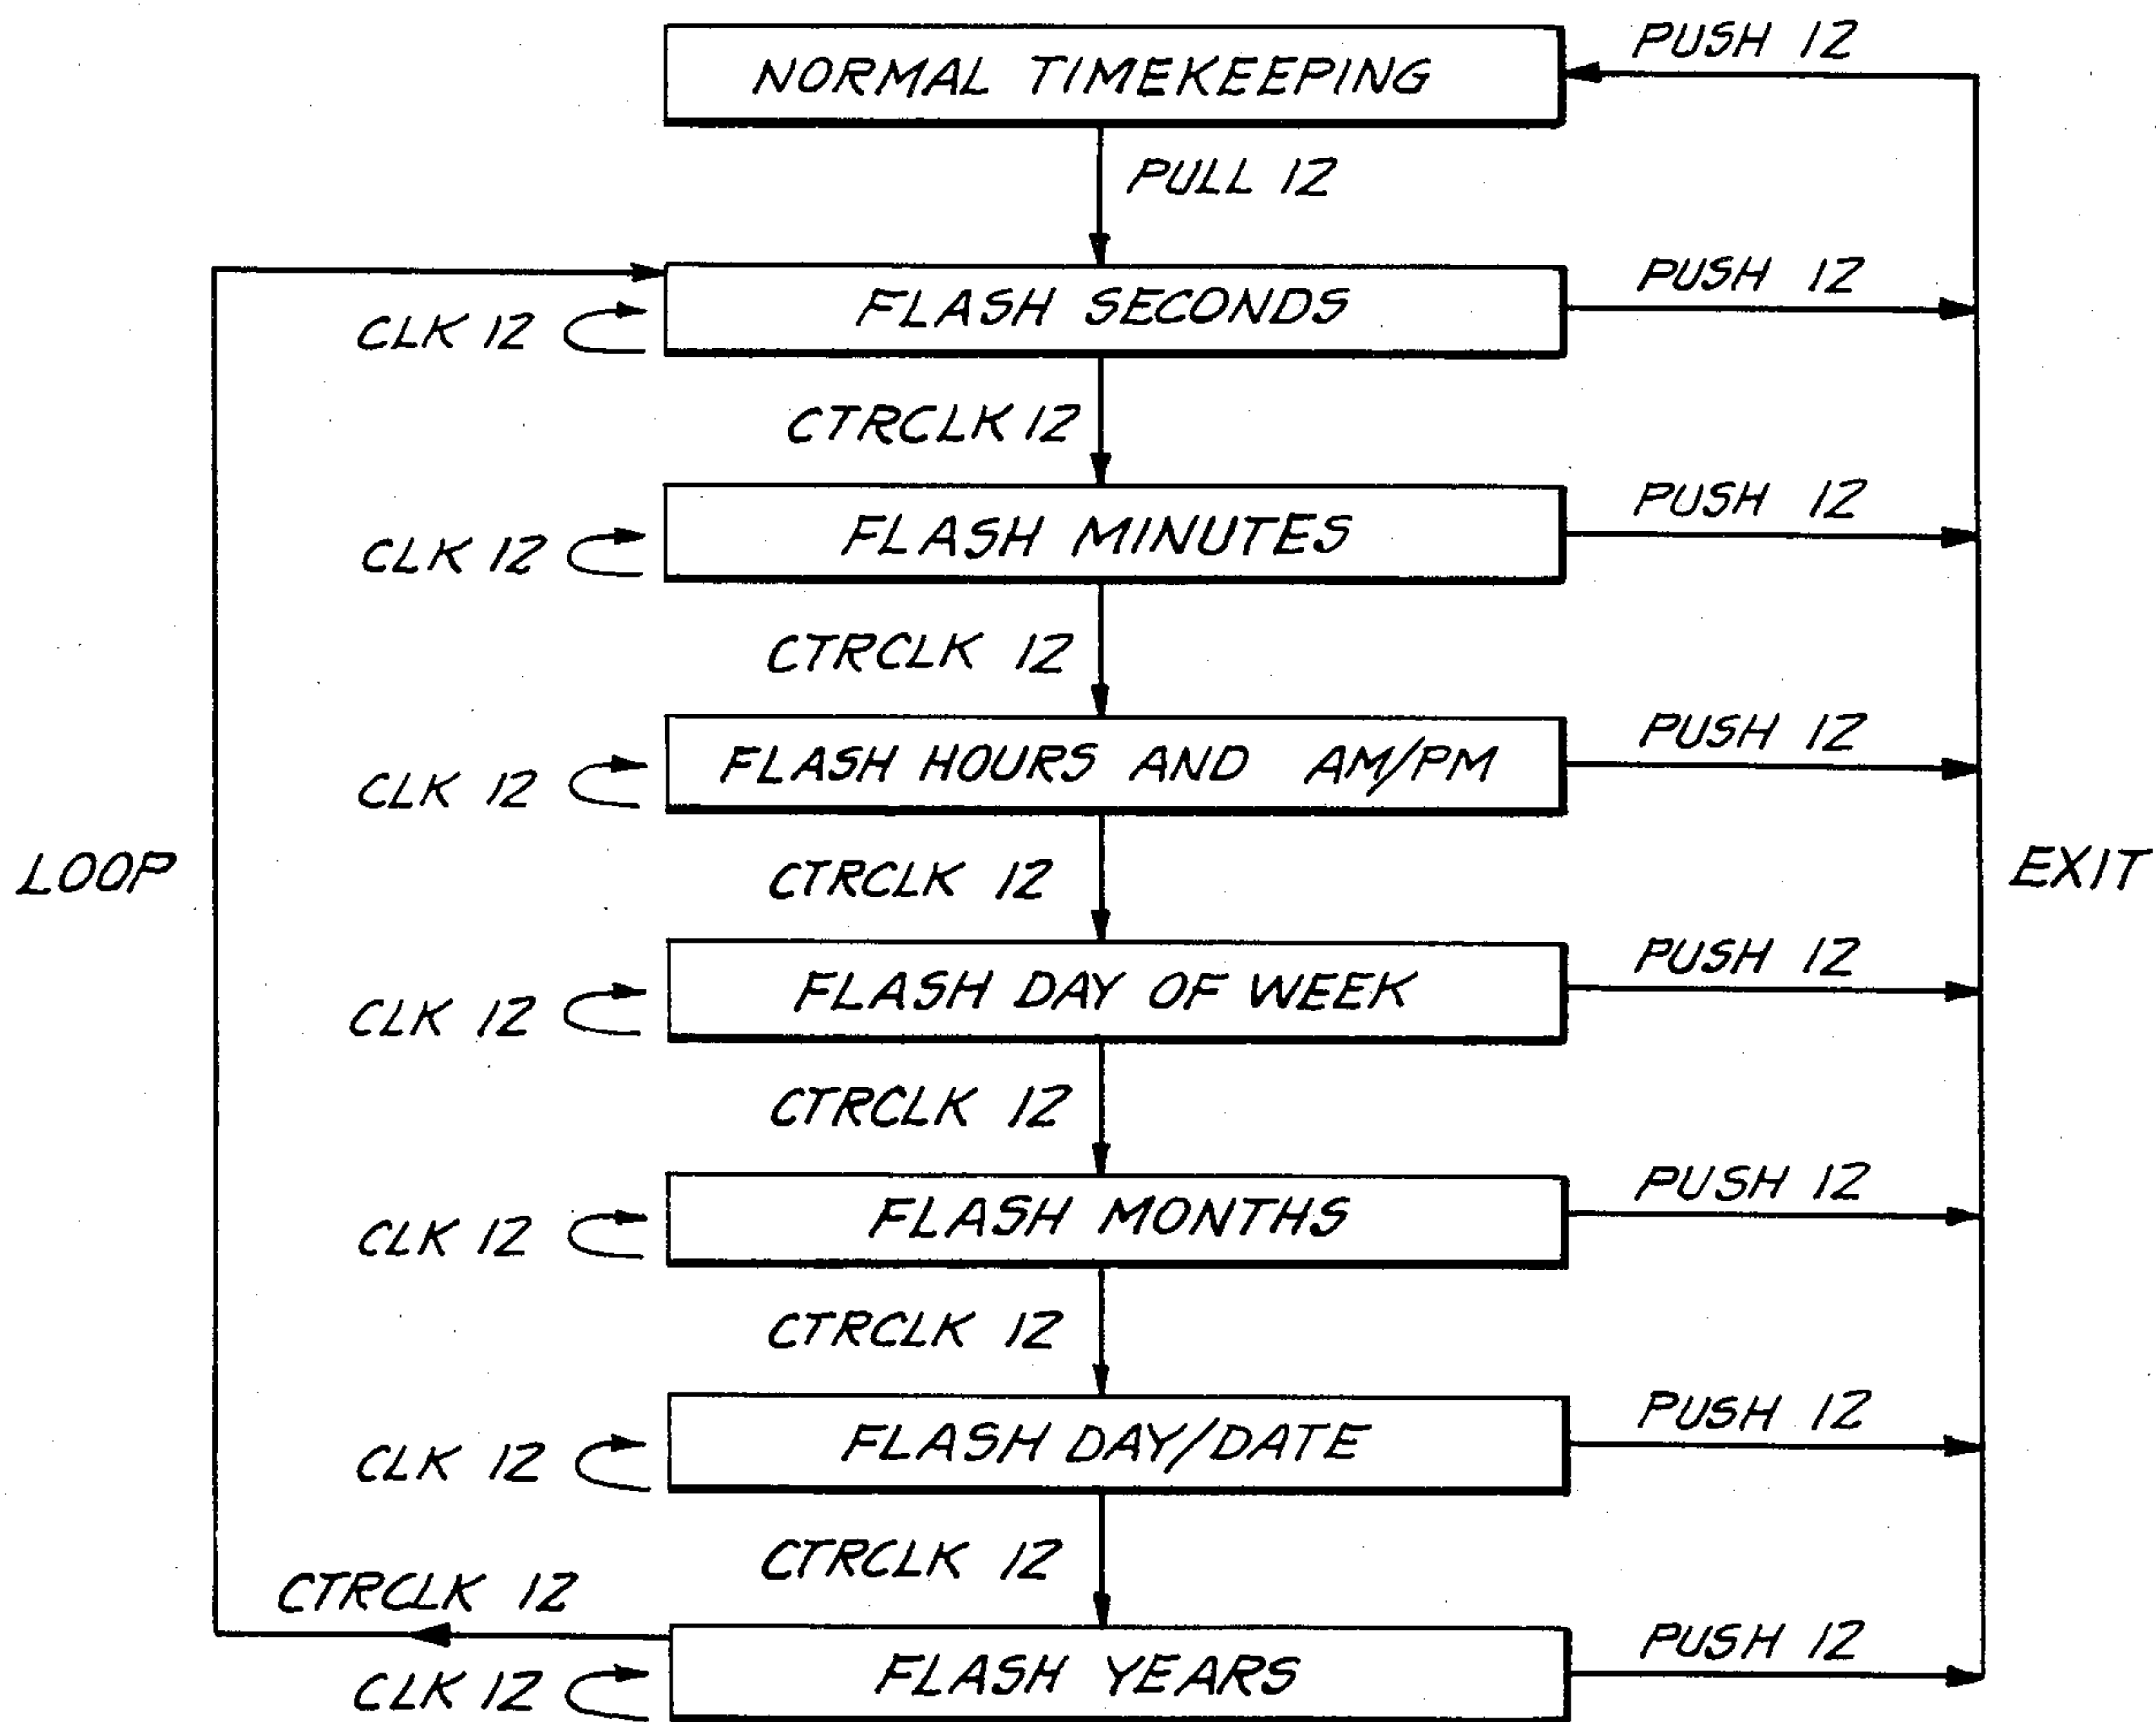 PUSH 12
NORMAL TIMEKEEPING
PULL 12
PUSH 12
FLASH SECONDS
CLK 12
CTRCLK 12
PUSH 12
FLASH MINUTES
CLK 12
CTRCLK 12
PUSH 12
FLASH HOURS AND AM/PM
CLK 12
LOOP
CTRCLK 12
EXIT
PUSH 12
FLASH DAY OF WEEK
CLK 12
CTRCLK 12
PUSH 12
FLASH MONTHS
CLK 12
CTRCLK 12
PUSH 12
FLASH DAY/DATE
CLK 12
CTRCLK 12
CTRCLK 12
PUSH 12
FLASH YEARS
CLK 12